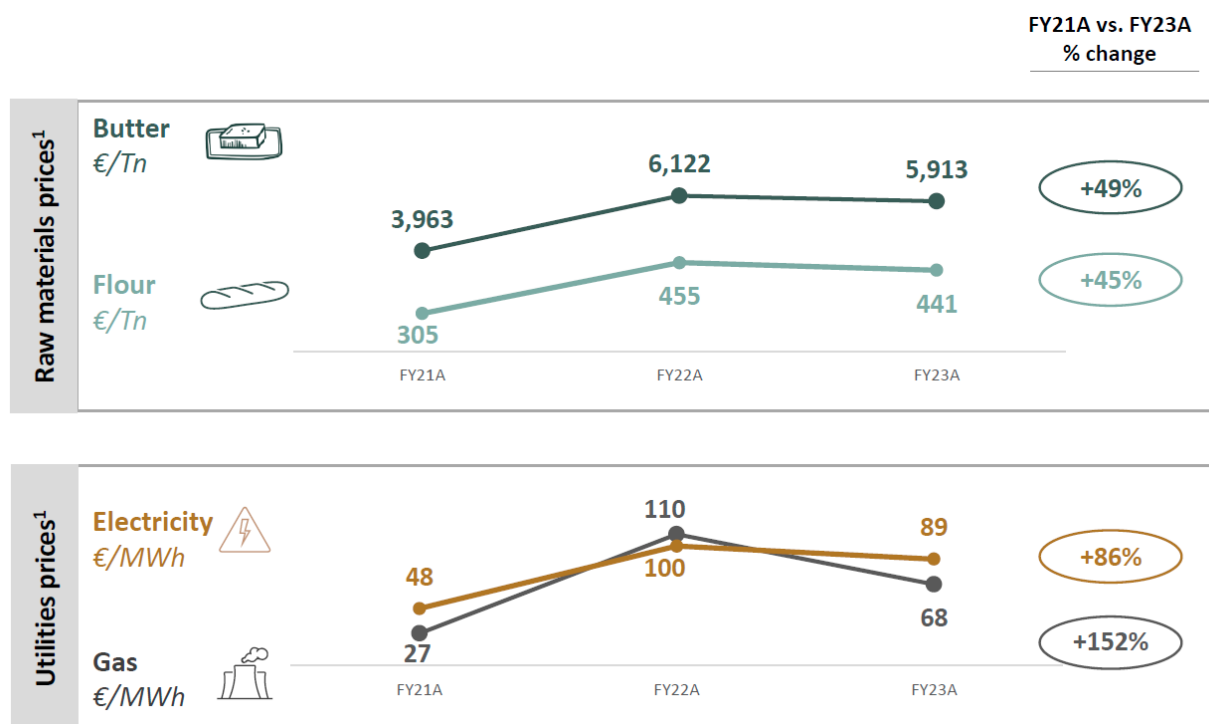 FY21A vs. FY23A
% change
Raw materials prices¹
Butter
€/Tn
3,963
6,122
5,913
+49%
Flour
€/Tn
305
455
441
+45%
FY21A
FY22A
FY23A
Utilities prices¹
Electricity
€/MWh
48
100
89
+86%
Gas
€/MWh
27
110
68
+152%
FY21A
FY22A
FY23A